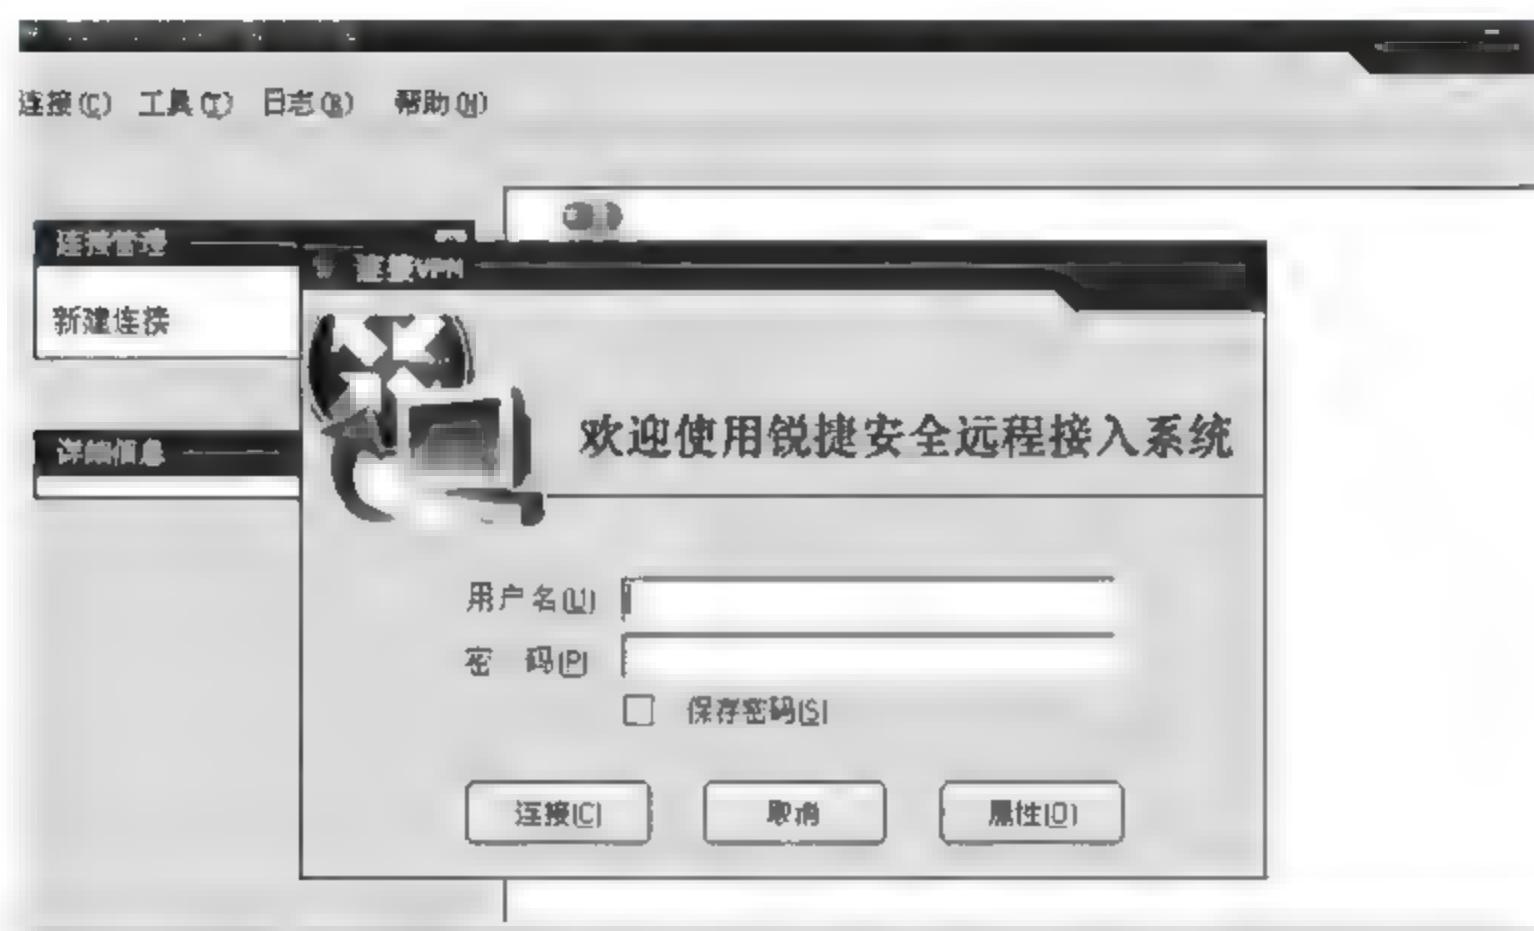 连接(C) 工具(T) 日志(R) 帮助(H)
连接管理
新建连接
详细信息
连接VPN
欢迎使用锐捷安全远程接入系统
用户名(U)
密 码(P)
保存密码(S)
连接(C) 取消 属性(O)